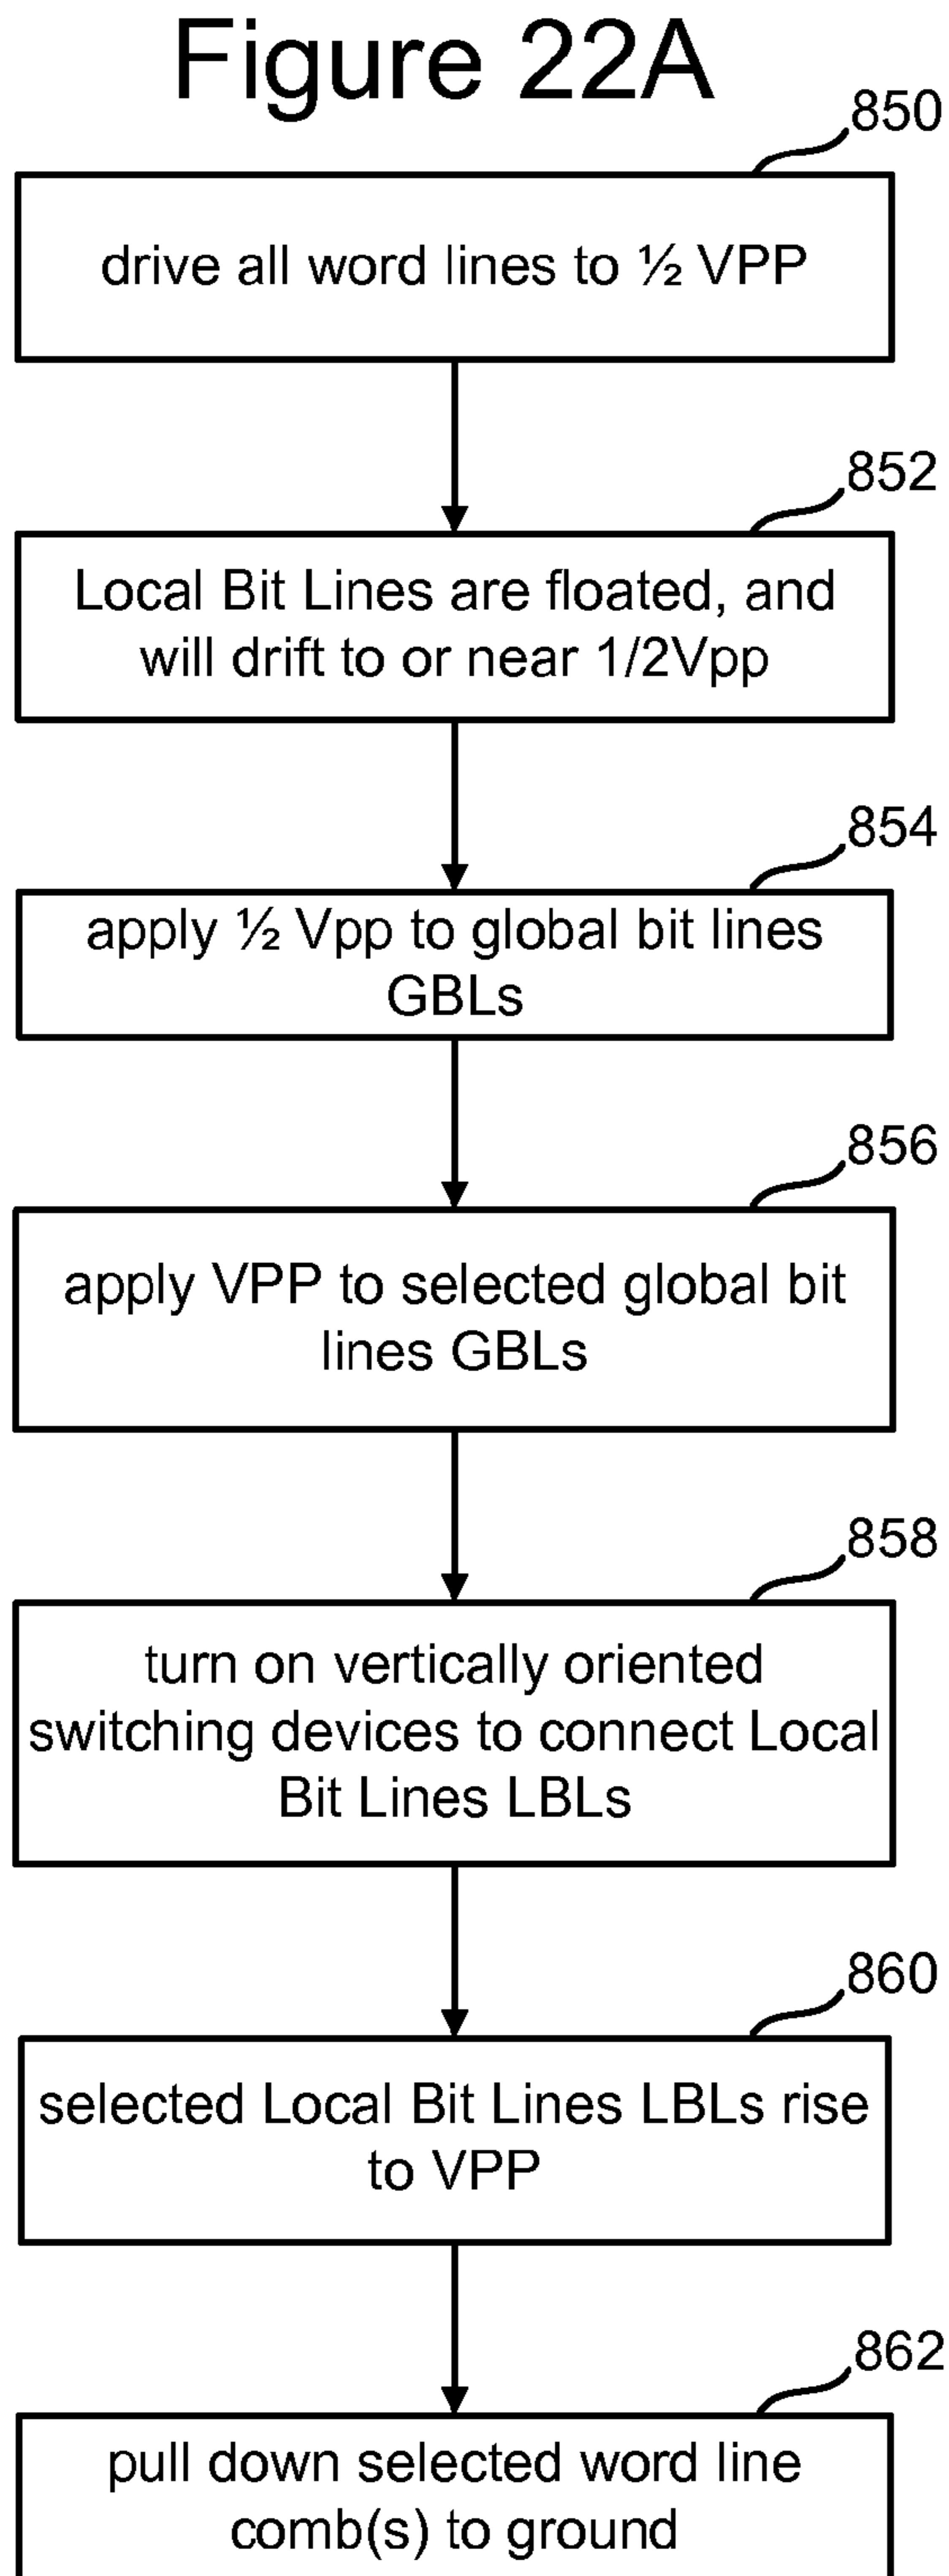 Figure 22A
850
drive all word lines to ½ VPP
852
Local Bit Lines are floated, and
will drift to or near 1/2Vpp
854
apply ½ Vpp to global bit lines
GBLs
856
apply VPP to selected global bit
lines GBLs
858
turn on vertically oriented
switching devices to connect Local
Bit Lines LBLs
860
selected Local Bit Lines LBLs rise
to VPP
862
pull down selected word line
comb(s) to ground